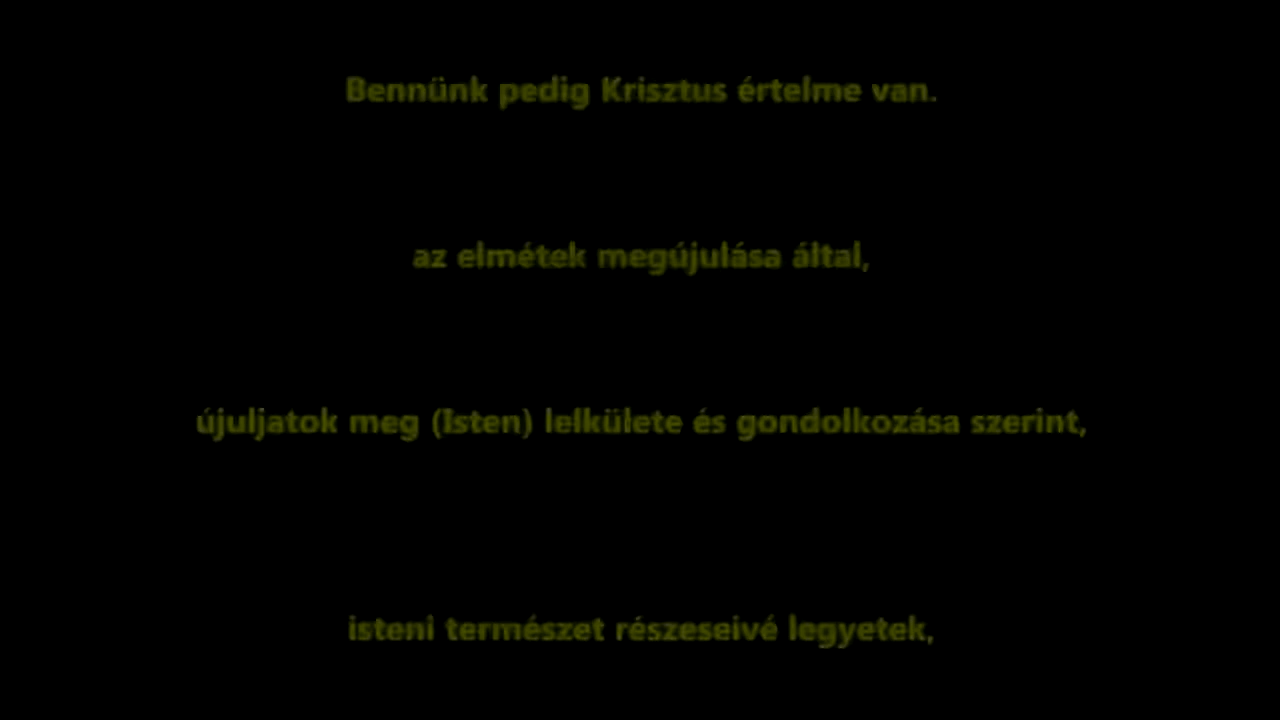 Bennünk pedig Krisztus értelme van.
az elmétek megújulása által,
újuljatok meg (Isten) lelkülete és gondolkozása szerint,
isteni természet részeseivé legyetek,